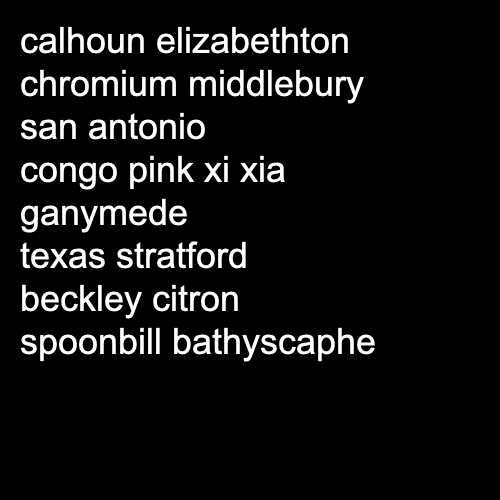 calhoun elizabethton
chromium middlebury
san antonio
congo pink xi xia
ganymede
texas stratford
beckley citron
spoonbill bathyscaphe